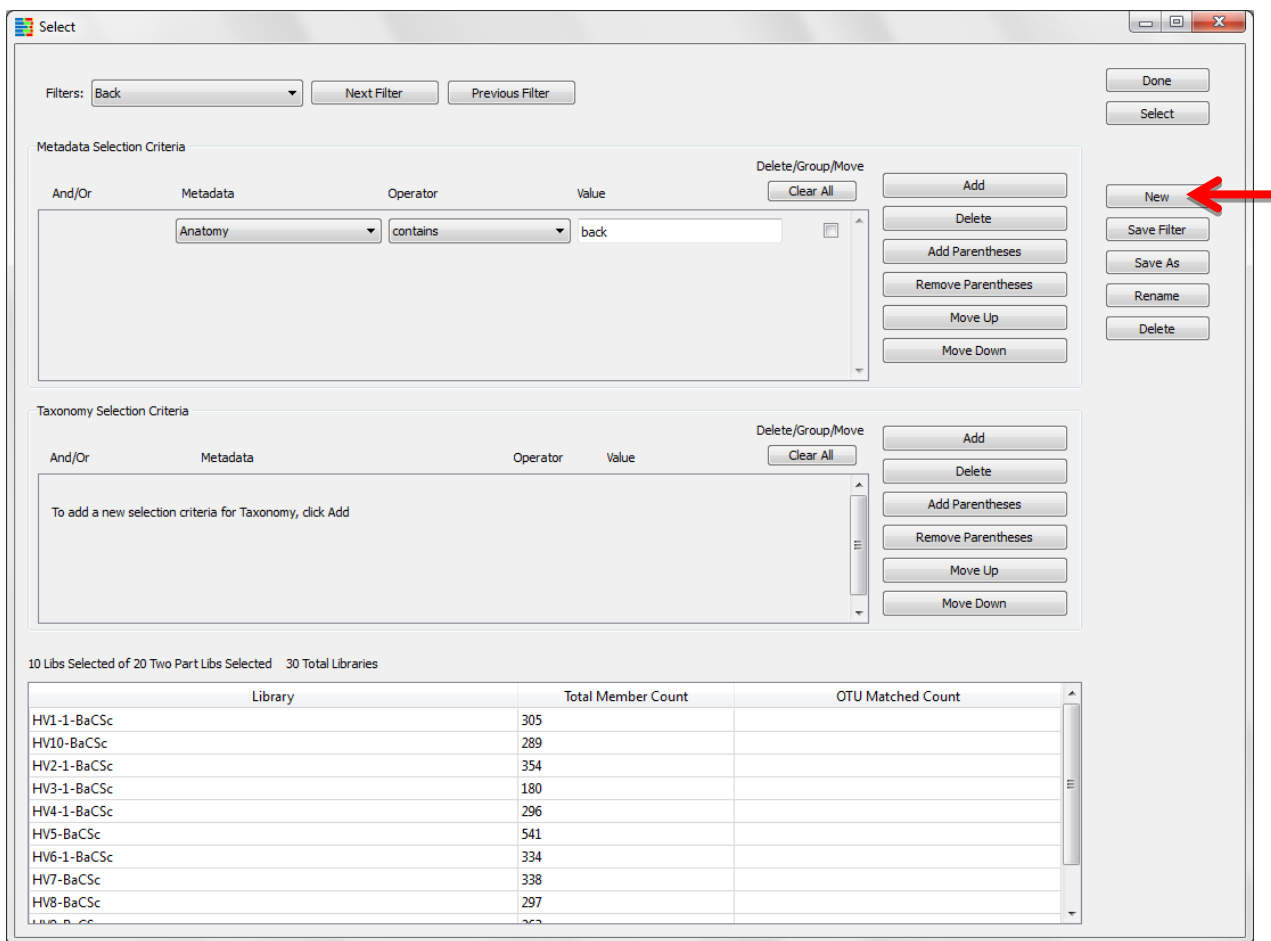 Select
Filters: Back Next Filter Previous Filter
Done
Select
Metadata Selection Criteria
Delete/Group/Move
And/Or Metadata Operator Value Clear All
Anatomy contains back
Add
Delete
Add Parentheses
Remove Parentheses
Move Up
Move Down
New
Save Filter
Save As
Rename
Delete
Taxonomy Selection Criteria
Delete/Group/Move
And/Or Metadata Operator Value Clear All
To add a new selection criteria for Taxonomy, click Add
Add
Delete
Add Parentheses
Remove Parentheses
Move Up
Move Down
10 Libs Selected of 20 Two Part Libs Selected 30 Total Libraries
Library Total Member Count OTU Matched Count
HV1-1-BaCSc 305
HV10-BaCSc 289
HV2-1-BaCSc 354
HV3-1-BaCSc 180
HV4-1-BaCSc 296
HV5-BaCSc 541
HV6-1-BaCSc 334
HV7-BaCSc 338
HV8-BaCSc 297